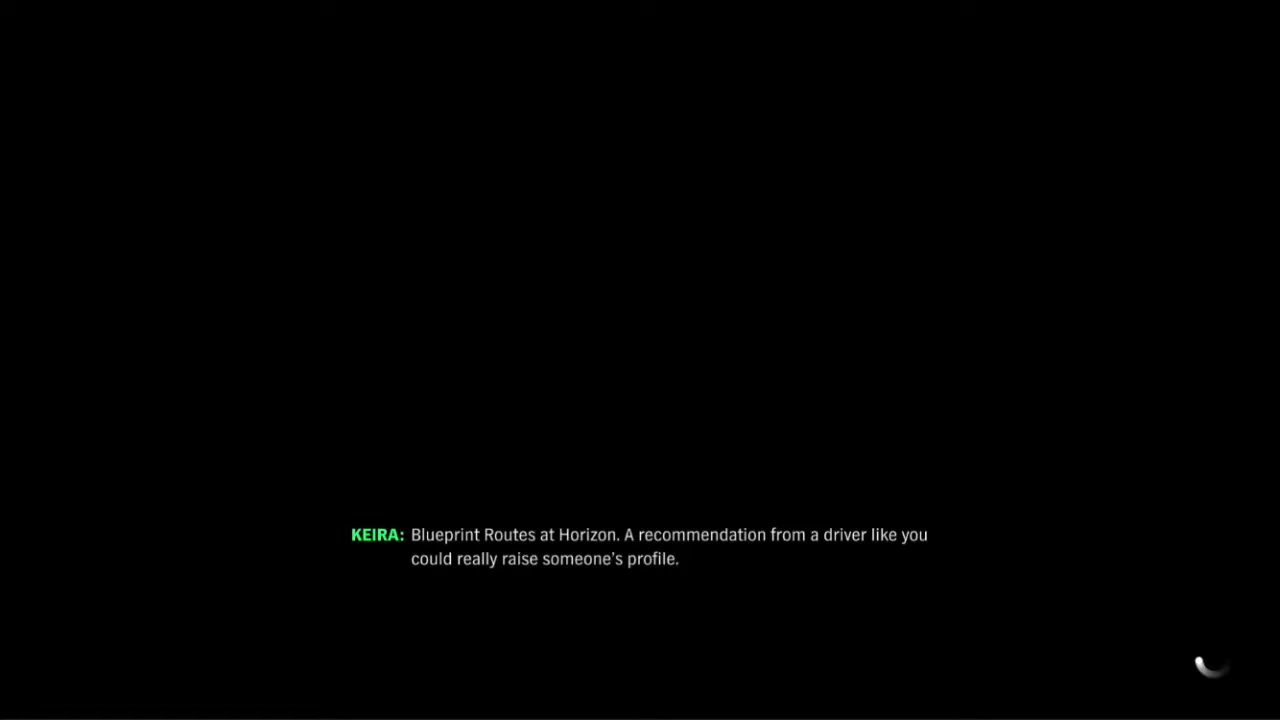 KEIRA: Blueprint Routes at Horizon. A recommendation from a driver like you
could really raise someone's profile.